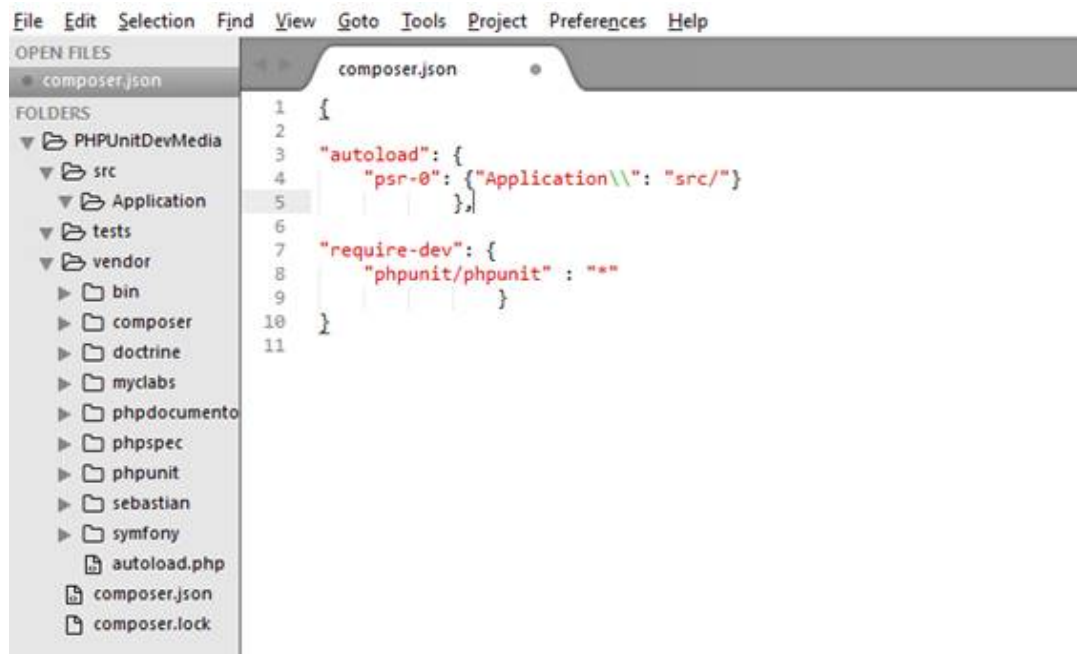 File Edit Selection Find View Goto Tools Project Preferences Help
OPEN FILES
composer.json
FOLDERS
PHPUnitDevMedia
src
Application
tests
vendor
bin
composer
doctrine
myclabs
phpdocumento
phpspec
phpunit
sebastian
symfony
autoload.php
composer.json
composer.lock
composer.json
1 {
2
3 "autoload": {
4 "psr-0": {"Application\\": "src/"}
5 },
6
7 "require-dev": {
8 "phpunit/phpunit" : "*"
9 }
10 }
11